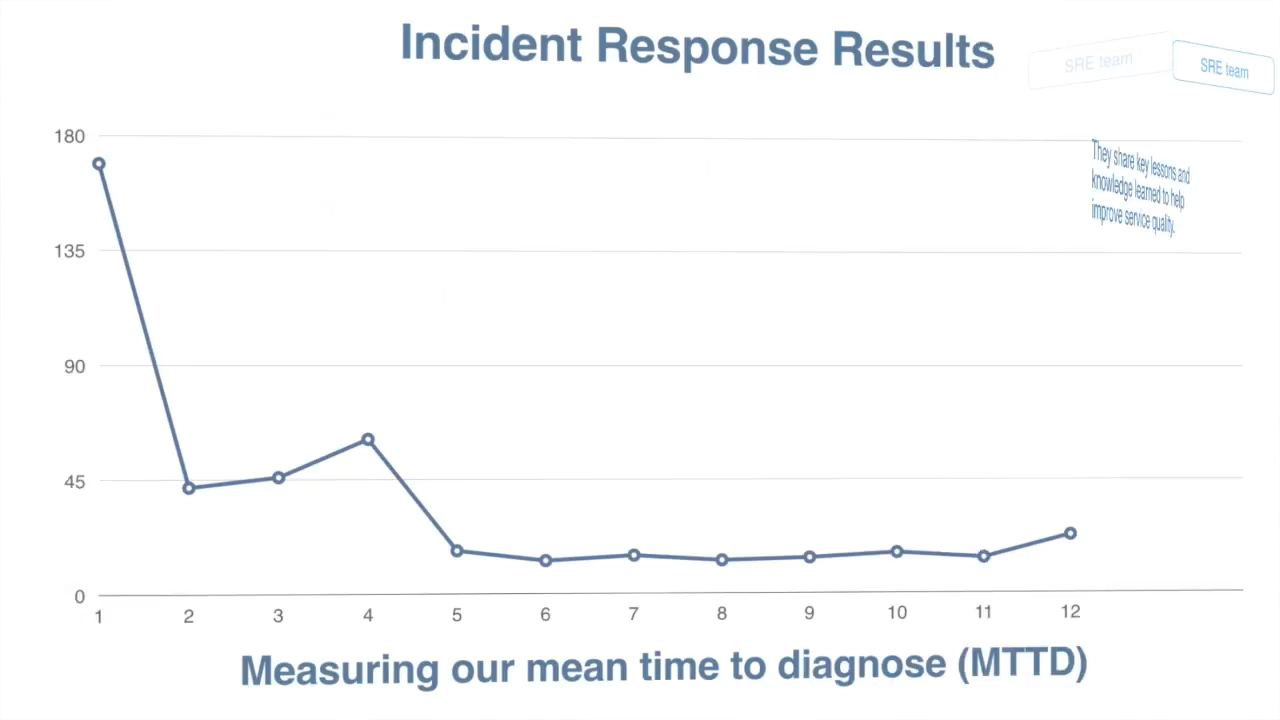 Incident Response Results
SRE team
SRE team
They share key lessons and
knowledge learned to help
improve service quality.
180
135
90
45
0
1 2 3 4 5 6 7 8 9 10 11 12
Measuring our mean time to diagnose (MTTD)